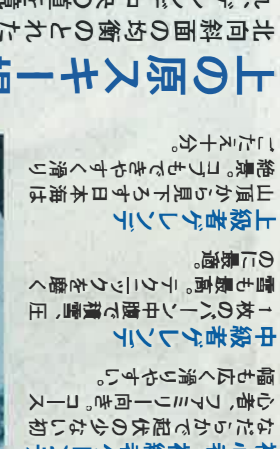 なだらかで起伏の少ない初
心者、ファミリー向き。コース
幅も広く滑りやすい。
中級者ゲレンデ
1枚のバーン中腹で積雪、圧
雪も最高。テクニックを磨く
のに最適。
上級者ゲレンデ
山頂から見下ろす日本海は
絶景。コブもできやすく滑り
ごたえ十分。
上の原スキー場
北向斜面の均衡のとれた